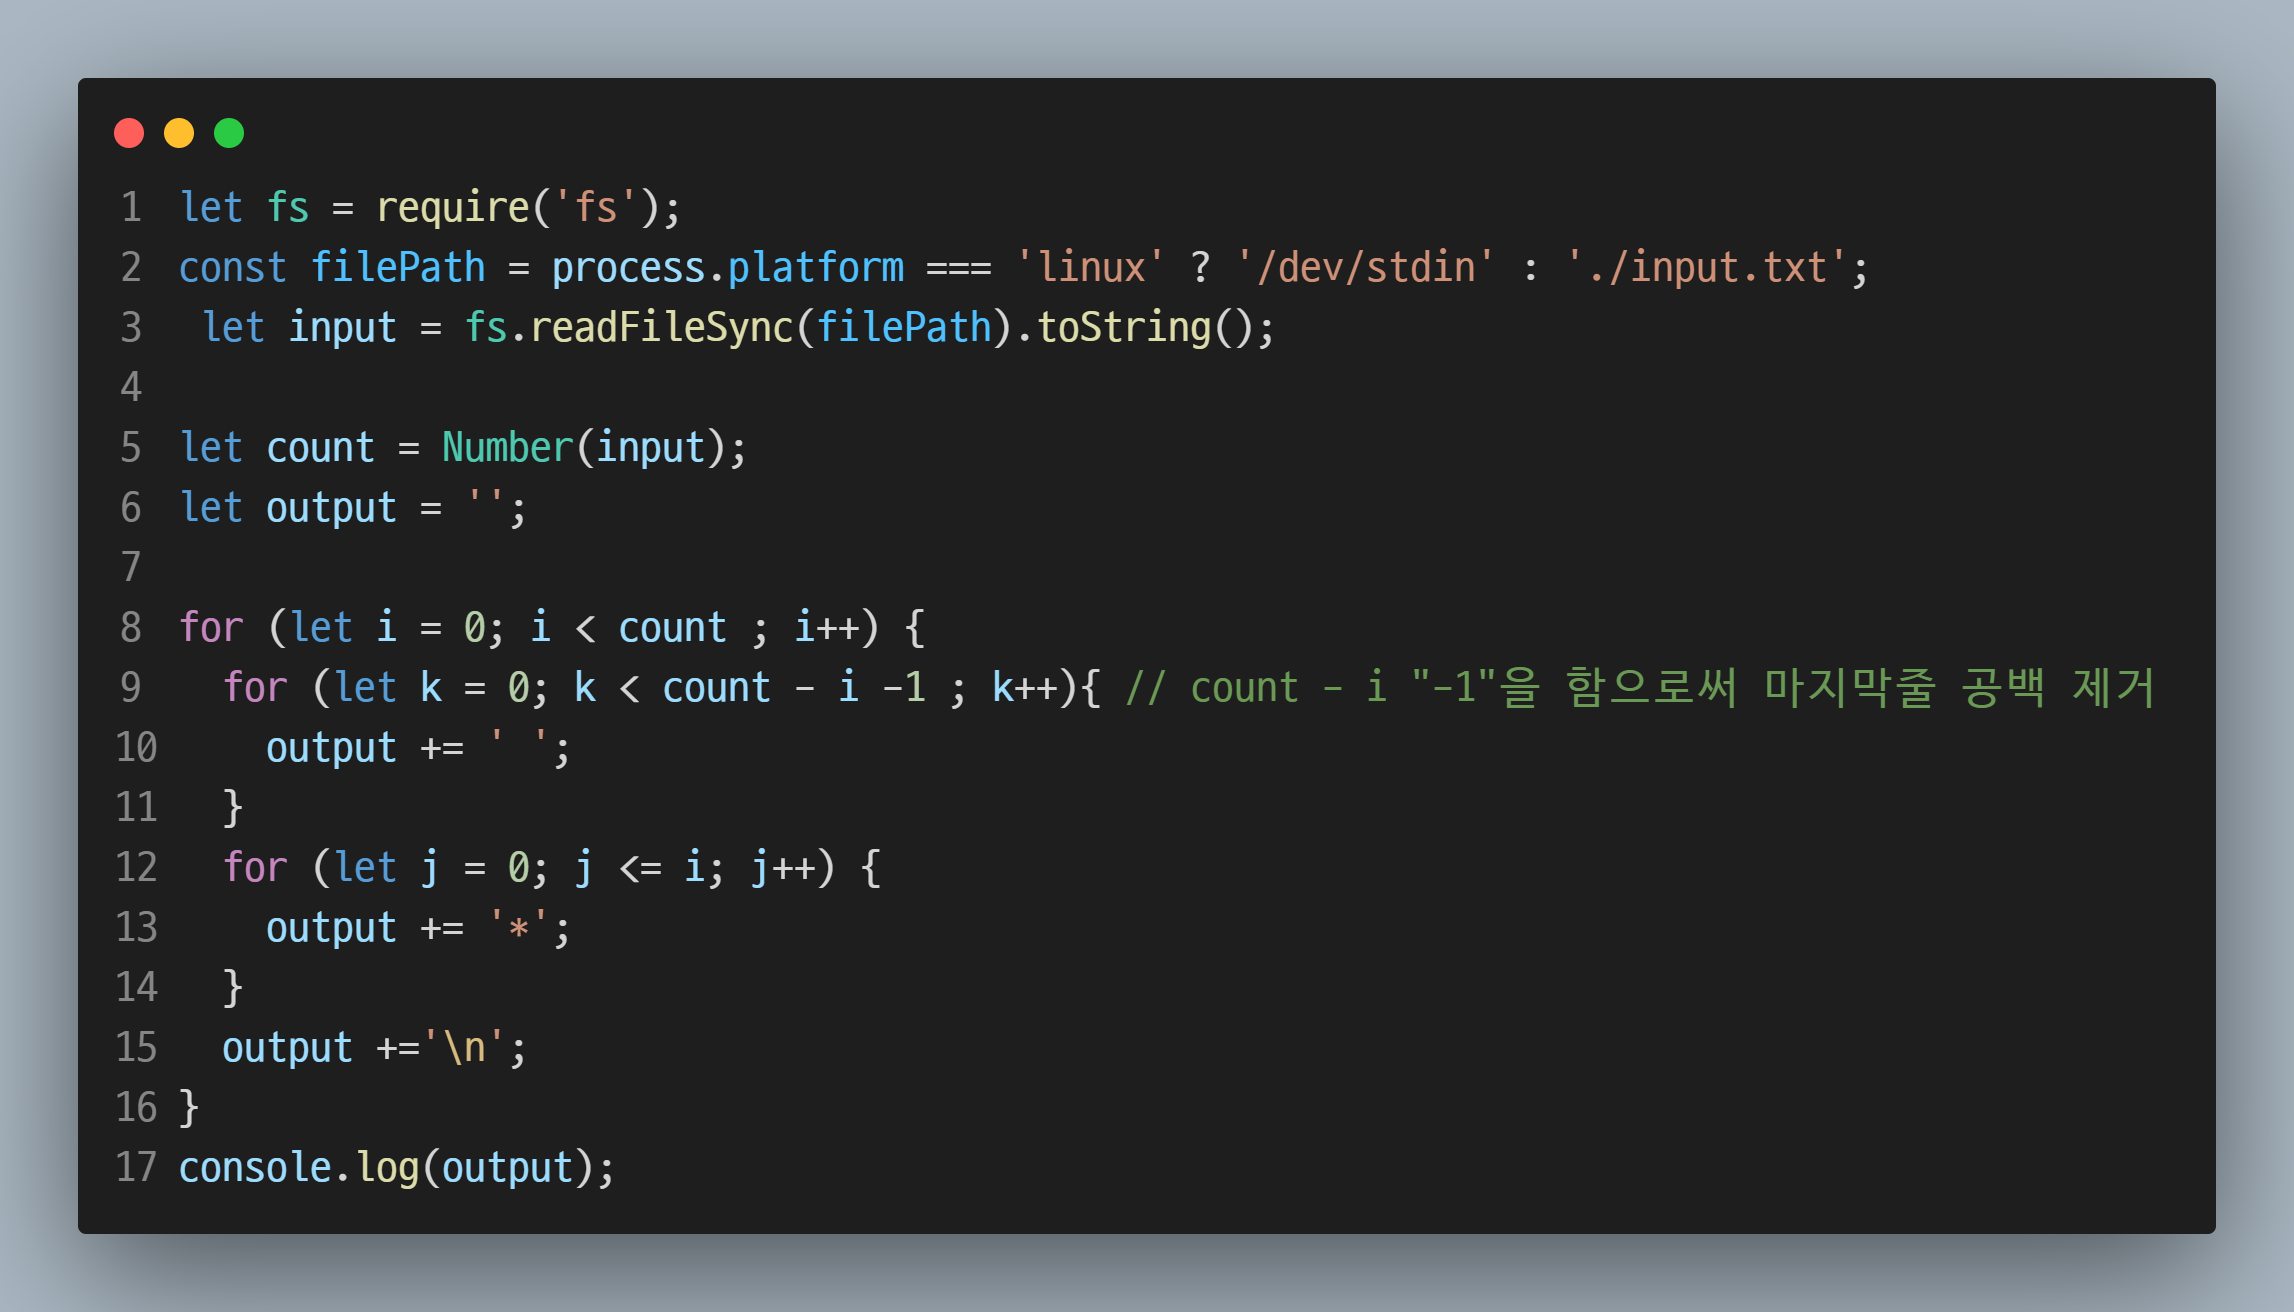 1 let fs = require('fs');
2 const filePath = process.platform === 'linux' ? '/dev/stdin' : './input.txt';
3  let input = fs.readFileSync(filePath).toString();
4
5 let count = Number(input);
6 let output = '';
7
8 for (let i = 0; i < count ; i++) {
9   for (let k = 0; k < count - i -1 ; k++){ // count - i "-1"을 함으로써 마지막줄 공백 제거
10     output += ' ';
11   }
12   for (let j = 0; j <= i; j++) {
13     output += '*';
14   }
15   output +='\n';
16 }
17 console.log(output);